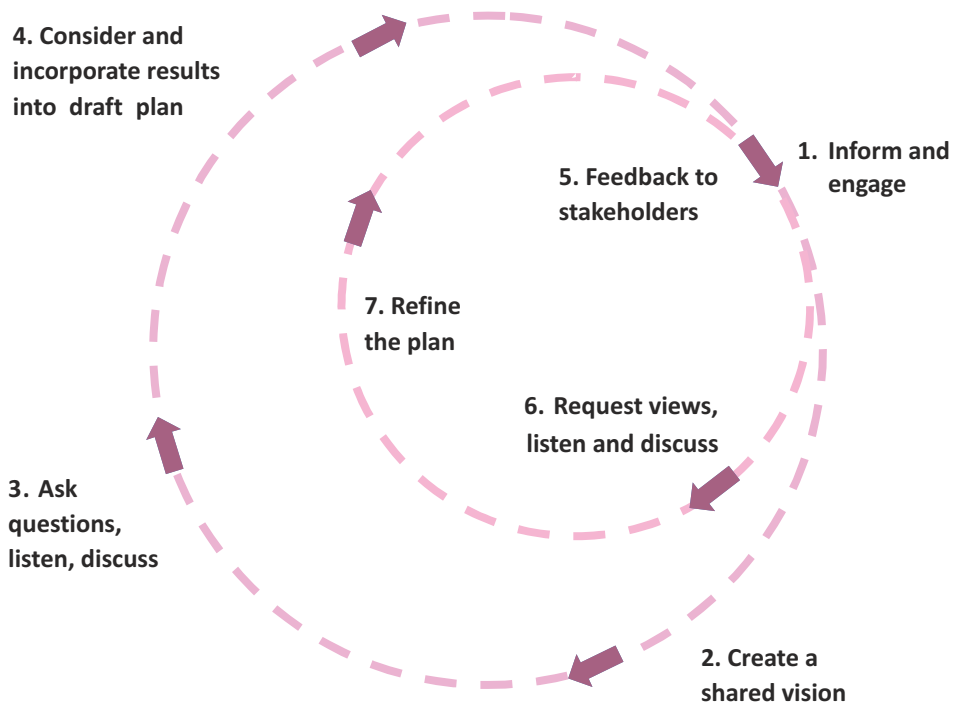 4. Consider and
incorporate results
into draft plan
1. Inform and
engage
5. Feedback to
stakeholders
7. Refine
the plan
6. Request views,
listen and discuss
3. Ask
questions,
listen, discuss
2. Create a
shared vision